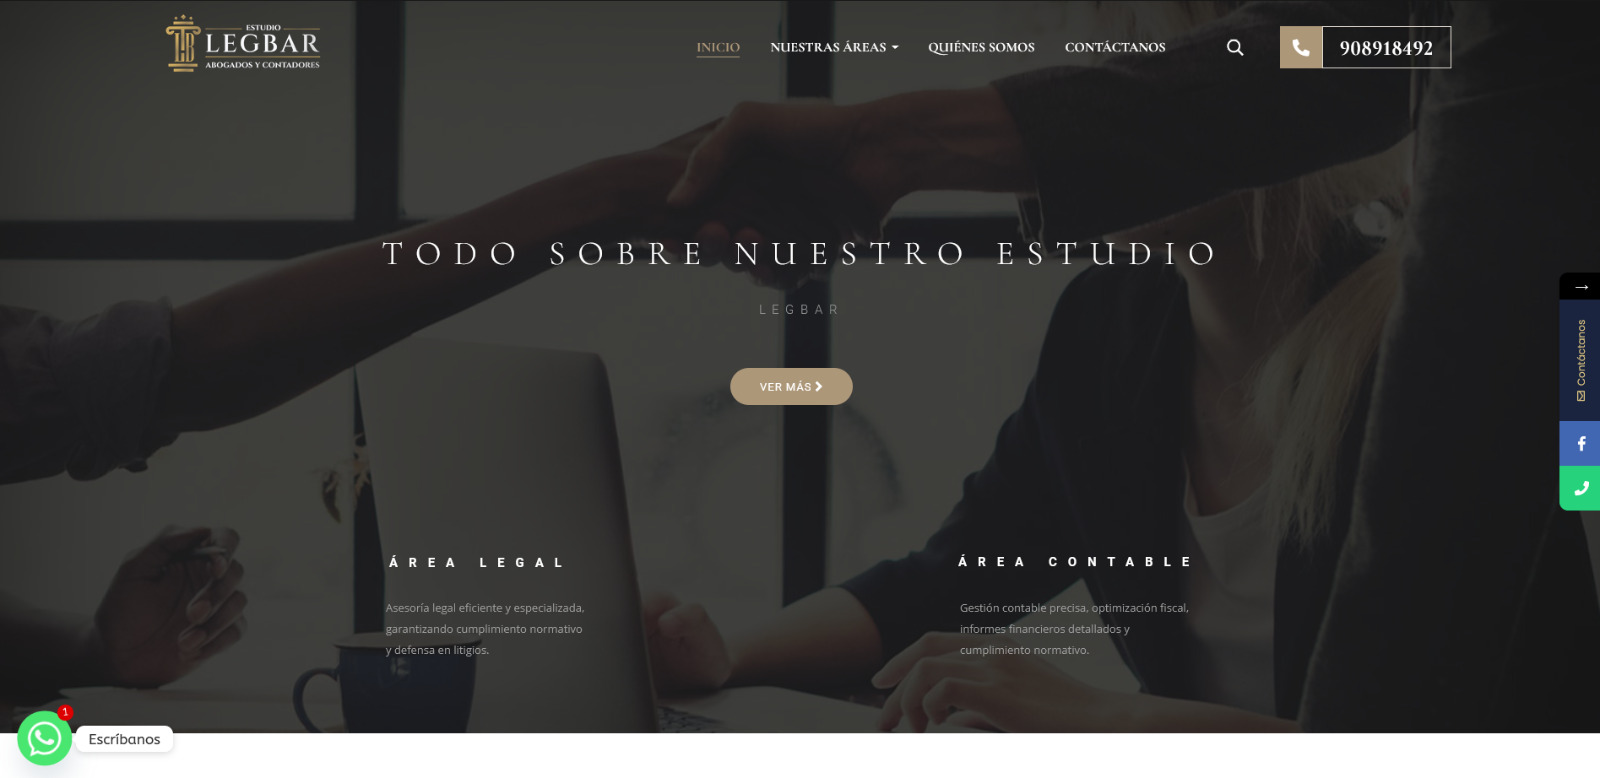 ESTUDIO
LEGBAR
ABOGADOS Y CONTADORES
INICIO
NUESTRAS ÁREAS
QUIÉNES SOMOS
CONTÁCTANOS
908918492
TODO SOBRE NUESTRO ESTUDIO
LEGBAR
VER MÁS
→
Contáctanos
ÁREA LEGAL
Asesoría legal eficiente y especializada,
garantizando cumplimiento normativo
y defensa en litigios.
ÁREA CONTABLE
Gestión contable precisa, optimización fiscal,
informes financieros detallados y
cumplimiento normativo.
1
Escríbanos